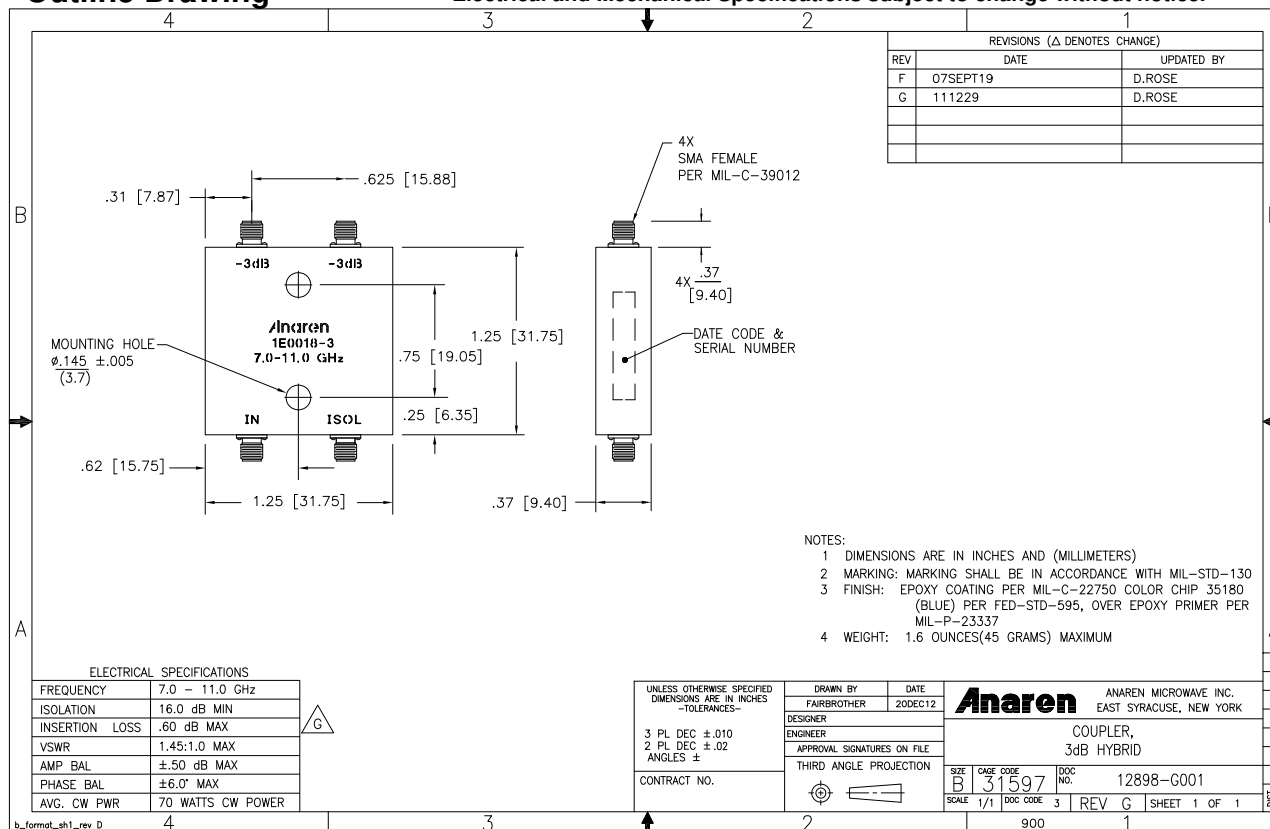 Outline Drawing
Electrical and Mechanical Specifications subject to change without notice.
4 3 2 1
REVISIONS (△ DENOTES CHANGE)
REV DATE UPDATED BY
F 07SEPT19 D.ROSE
G 111229 D.ROSE
B
.31 [7.87]
.625 [15.88]
4X
SMA FEMALE
PER MIL-C-39012
-3dB -3dB
4X .37
[9.40]
Anaren
1E0018-3
7.0-11.0 GHz
MOUNTING HOLE
ø.145 ±.005
(3.7)
.75 [19.05]
1.25 [31.75]
DATE CODE &
SERIAL NUMBER
IN ISOL
.25 [6.35]
.62 [15.75]
1.25 [31.75]
.37 [9.40]
NOTES:
1 DIMENSIONS ARE IN INCHES AND (MILLIMETERS)
2 MARKING: MARKING SHALL BE IN ACCORDANCE WITH MIL-STD-130
3 FINISH: EPOXY COATING PER MIL-C-22750 COLOR CHIP 35180
(BLUE) PER FED-STD-595, OVER EPOXY PRIMER PER
MIL-P-23337
4 WEIGHT: 1.6 OUNCES(45 GRAMS) MAXIMUM
A
ELECTRICAL SPECIFICATIONS
FREQUENCY 7.0 - 11.0 GHz
ISOLATION 16.0 dB MIN
INSERTION LOSS .60 dB MAX
VSWR 1.45:1.0 MAX
AMP BAL ±.50 dB MAX
PHASE BAL ±6.0° MAX
AVG. CW PWR 70 WATTS CW POWER
G
UNLESS OTHERWISE SPECIFIED
DIMENSIONS ARE IN INCHES
-TOLERANCES-
3 PL DEC ±.010
2 PL DEC ±.02
ANGLES ±
CONTRACT NO.
DRAWN BY DATE
FAIRBROTHER 20DEC12
DESIGNER
ENGINEER
APPROVAL SIGNATURES ON FILE
THIRD ANGLE PROJECTION
Anaren
ANAREN MICROWAVE INC.
EAST SYRACUSE, NEW YORK
COUPLER,
3dB HYBRID
SIZE B CAGE CODE 31597 DOC NO. 12898-G001
SCALE 1/1 DOC CODE 3 REV G SHEET 1 OF 1
b_format_sh1_rev D
4 3 2 900 1